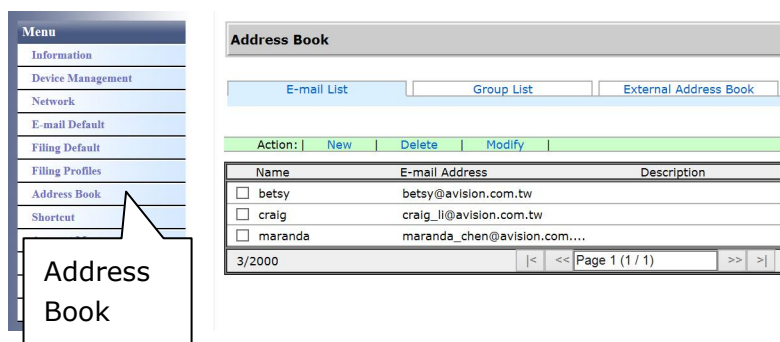 Menu
Information
Device Management
Network
E-mail Default
Filing Default
Filing Profiles
Address Book
Shortcut
Address
Book
Address Book
E-mail List Group List External Address Book
Action: | New | Delete | Modify |
Name E-mail Address Description
betsy betsy@avision.com.tw
craig craig_li@avision.com.tw
maranda maranda_chen@avision.com....
3/2000 |< << Page 1 (1 / 1) >> >|